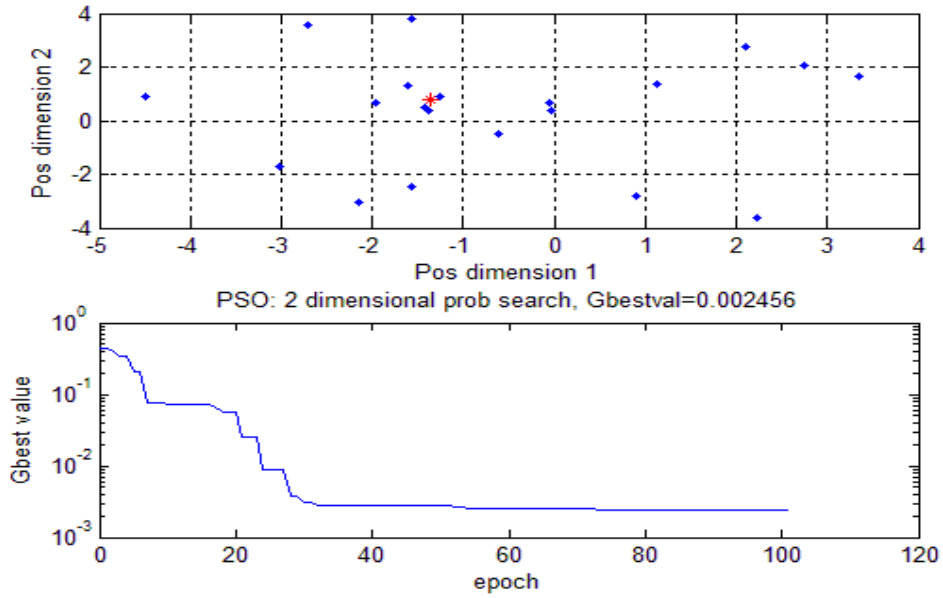 4
2
0
-2
-4
Pos dimension 2
-5 -4 -3 -2 -1 0 1 2 3 4
Pos dimension 1
PSO: 2 dimensional prob search, Gbestval=0.002456
10^0
10^-1
10^-2
10^-3
Gbest value
0 20 40 60 80 100 120
epoch